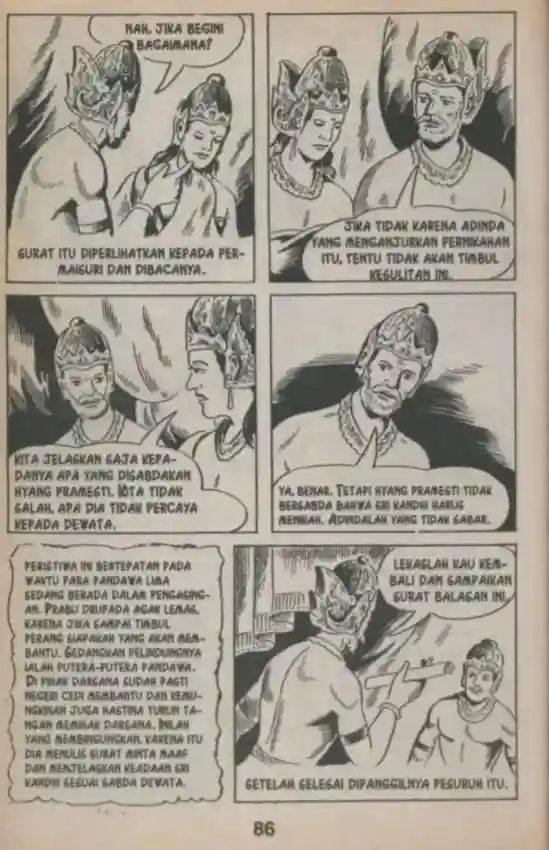 NAH, JIKA BEGINI
BAGAIMANA?
SURAT ITU DIPERLIHATKAN KEPADA PER-
MAISURI DAN DIBACANYA.
JIKA TIDAK KARENA ADINDA
YANG MENGANJURKAN PERNIKAHAN
ITU, TENTU TIDAK AKAN TIMBUL
KESULITAN INI.
KITA JELASKAN SAJA KEPA-
DANYA APA YANG DISABDAKAN
HYANG PRAMESTI. KITA TIDAK
SALAH, APA DIA TIDAK PERCAYA
KEPADA DEWATA.
YA, BENAR. TETAPI HYANG PRAMESTI TIDAK
BERSABDA BAHWA SRI KANDHI HARUS
MENIKAH. ADINDALAH YANG TIDAK SABAR.
PERISTIWA INI BERTEPATAN PADA
WAKTU PARA PANDAWA LIMA
SEDANG BERADA DALAM PENGASING-
AN. PRABU DRUPADA AGAK LEMAS,
KARENA JIKA SAMPAI TIMBUL
PERANG SIAPAKAH YANG AKAN MEM-
BANTU. SEDANGKAN PELINDUNGNYA
IALAH PUTERA-PUTERA PANDAWA.
DI PIHAK DARSANA SUDAH PASTI
NEGERI CEDI MEMBANTU DAN KEMU-
NGKINAN JUGA HASTINA TURUN TA-
NGAN MEMIHAK DARSANA. INILAH
YANG MEMBINGUNGKAN. KARENA ITU
DIA MENULIS SURAT MINTA MAAF
DAN MENJELASKAN KEADAAN SRI
KANDHI SESUAI SABDA DEWATA.
LEKASLAH KAU KEM-
BALI DAN SAMPAIKAN
SURAT BALASAN INI.
SETELAH SELESAI DIPANGGILNYA PESURUH ITU.
86